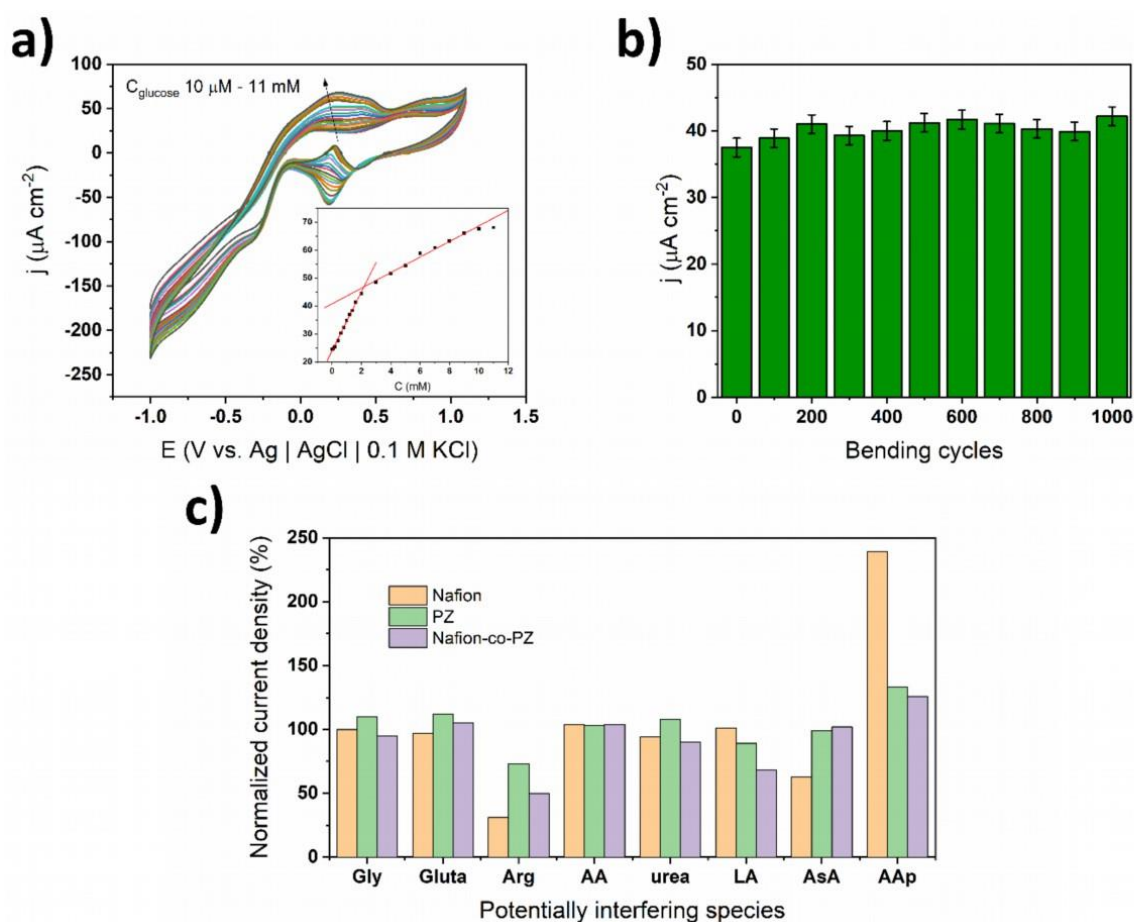 a)
100
50
0
-50
-100
-150
-200
-250
j (μA cm-2)
Cglucose 10 μM - 11 mM
75
70
60
50
40
30
20
0
2
4
6
8
10
12
C (mM)
-1.0
-0.5
0.0
0.5
1.0
1.5
E (V vs. Ag | AgCl | 0.1 M KCl)
b)
50
40
30
20
10
0
j (μA cm-2)
0
200
400
600
800
1000
Bending cycles
c)
250
200
150
100
50
0
Normalized current density (%)
Nafion
PZ
Nafion-co-PZ
Gly
Gluta
Arg
AA
urea
LA
AsA
AAp
Potentially interfering species